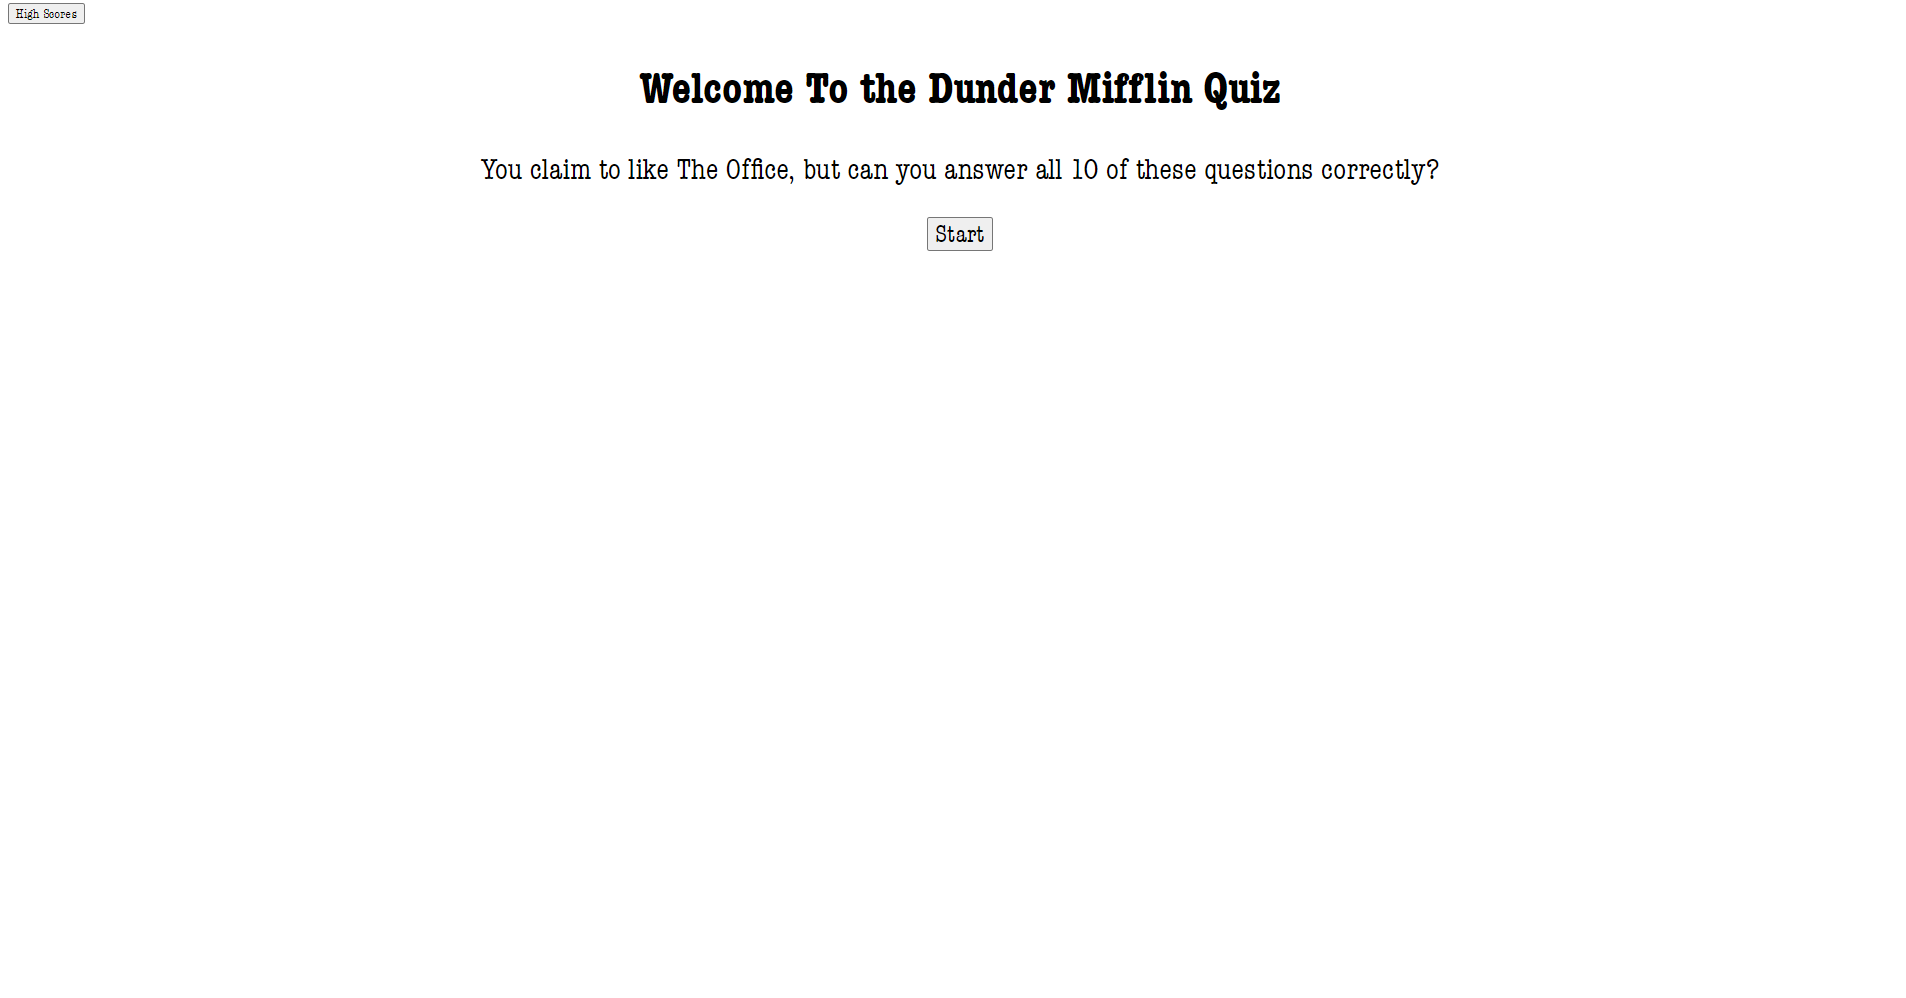 High Scores
Welcome To the Dunder Mifflin Quiz
You claim to like The Office, but can you answer all 10 of these questions correctly?
Start